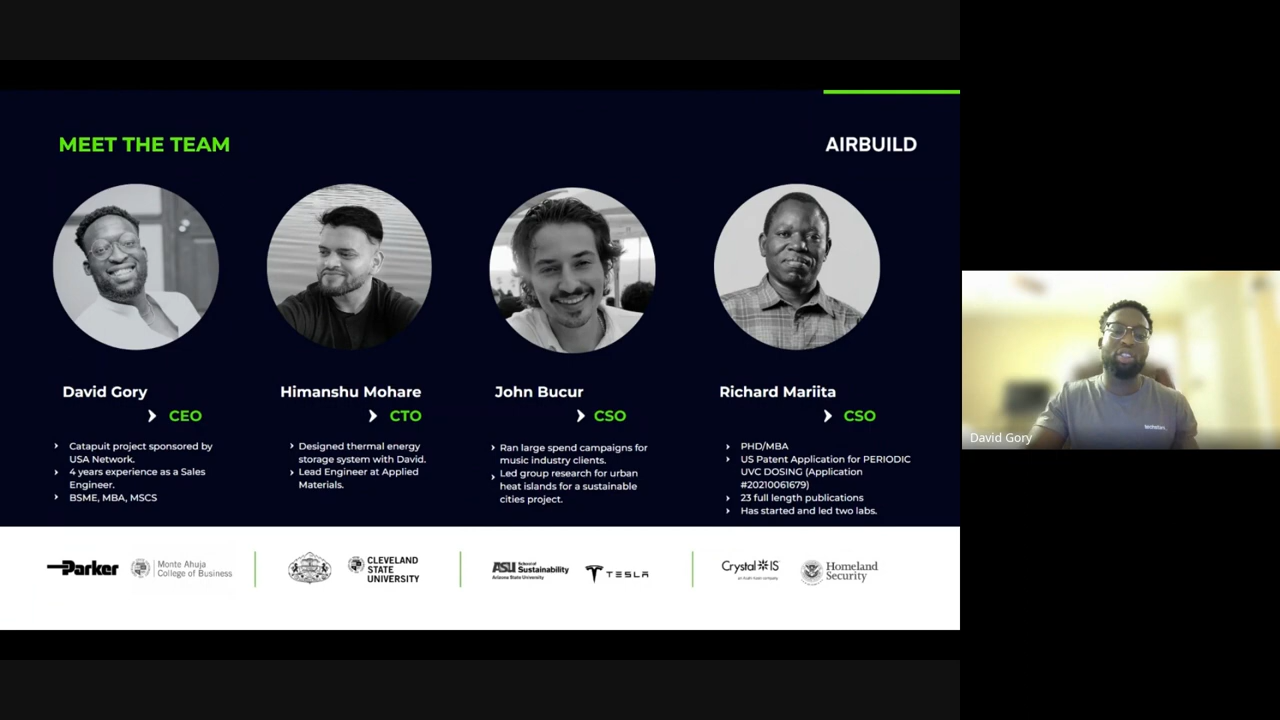 MEET THE TEAM
AIRBUILD
David Gory
CEO
Catapuit project sponsored by
USA Network.
4 years experience as a Sales
Engineer.
BSME, MBA, MSCS
Himanshu Mohare
CTO
Designed thermal energy
storage system with David.
Lead Engineer at Applied
Materials.
John Bucur
CSO
Ran large spend campaigns for
music industry clients.
Led group research for urban
heat islands for a sustainable
cities project.
Richard Mariita
CSO
PHD/MBA
US Patent Application for PERIODIC
UVC DOSING (Application
#20210061679)
23 full length publications
Has started and led two labs.
Parker
Monte Ahuja
College of Business
CLEVELAND
STATE
UNIVERSITY
ASU School of
Sustainability
Arizona State University
TESLA
Crystal IS
Homeland
Security
David Gory